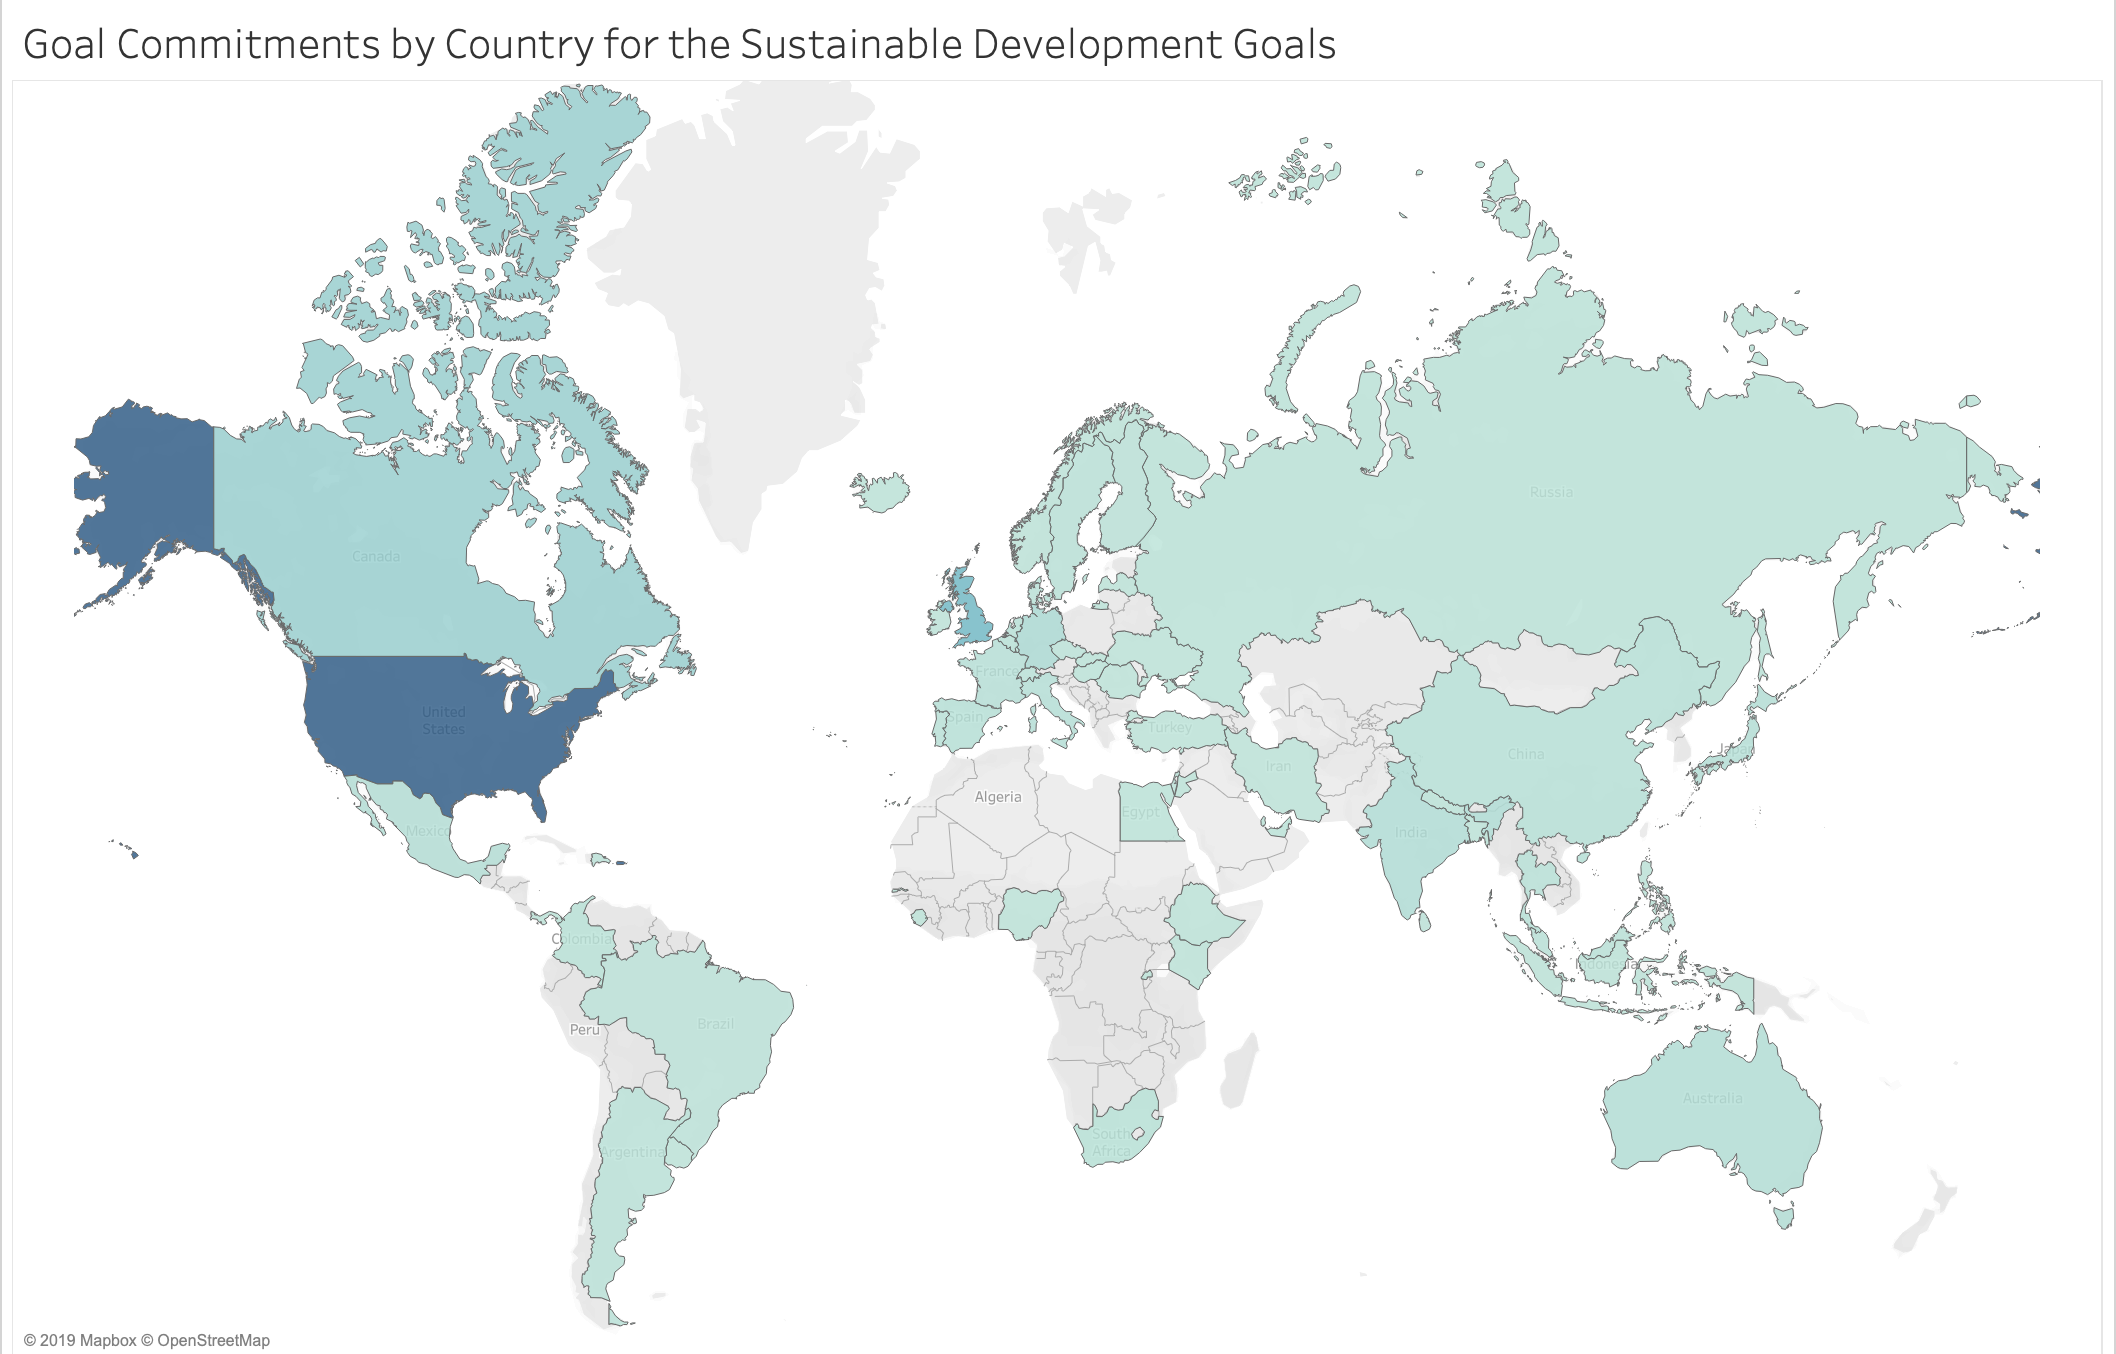 Goal Commitments by Country for the Sustainable Development Goals
Russia
Canada
France
United
States
Spain
Turkey
Japan
China
Iran
Algeria
Egypt
Mexico
India
Colombia
Indonesia
Brazil
Peru
Australia
South
Africa
Argentina
© 2019 Mapbox © OpenStreetMap